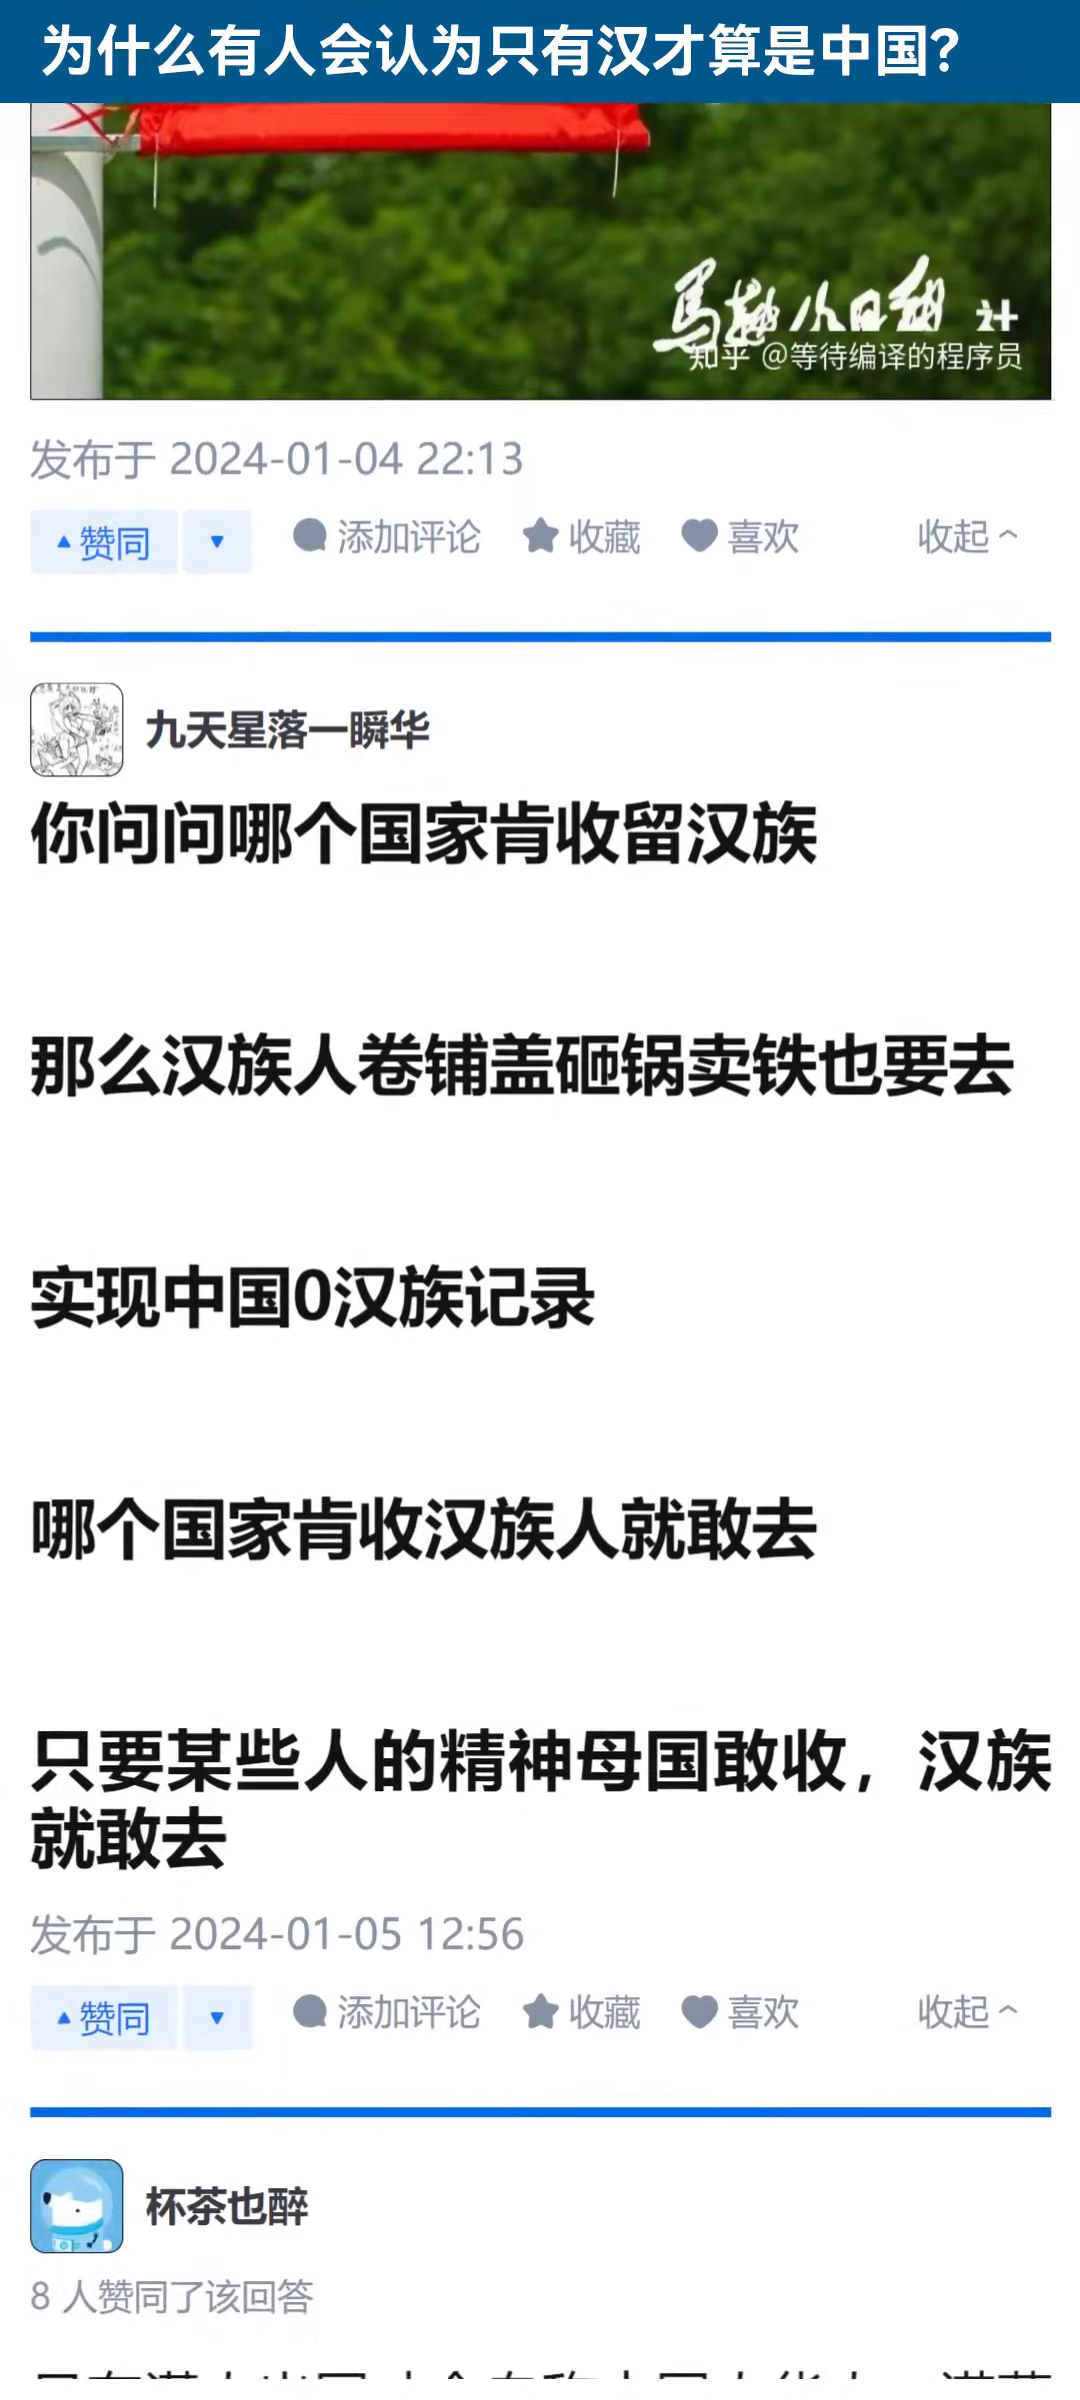 为什么有人会认为只有汉才算是中国？
马鞍山日报 社
知乎 @等待编译的程序员
发布于 2024-01-04 22:13
赞同 添加评论 收藏 喜欢 收起
九天星落一瞬华
你问问哪个国家肯收留汉族
那么汉族人卷铺盖砸锅卖铁也要去
实现中国0汉族记录
哪个国家肯收汉族人就敢去
只要某些人的精神母国敢收，汉族
就敢去
发布于 2024-01-05 12:56
赞同 添加评论 收藏 喜欢 收起
杯茶也醉
8 人赞同了该回答